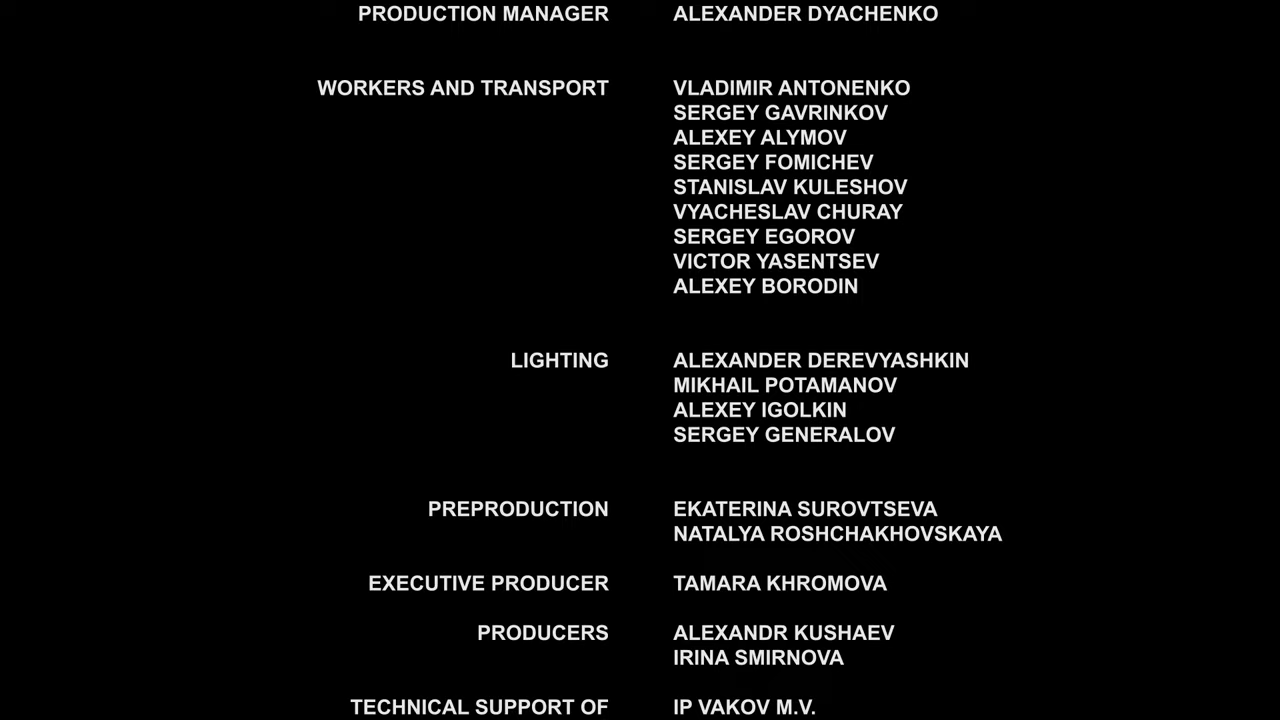 PRODUCTION MANAGER ALEXANDER DYACHENKO
WORKERS AND TRANSPORT VLADIMIR ANTONENKO
SERGEY GAVRINKOV
ALEXEY ALYMOV
SERGEY FOMICHEV
STANISLAV KULESHOV
VYACHESLAV CHURAY
SERGEY EGOROV
VICTOR YASENTSEV
ALEXEY BORODIN
LIGHTING ALEXANDER DEREVYASHKIN
MIKHAIL POTAMANOV
ALEXEY IGOLKIN
SERGEY GENERALOV
PREPRODUCTION EKATERINA SUROVTSEVA
NATALYA ROSHCHAKHOVSKAYA
EXECUTIVE PRODUCER TAMARA KHROMOVA
PRODUCERS ALEXANDR KUSHAEV
IRINA SMIRNOVA
TECHNICAL SUPPORT OF IP VAKOV M.V.